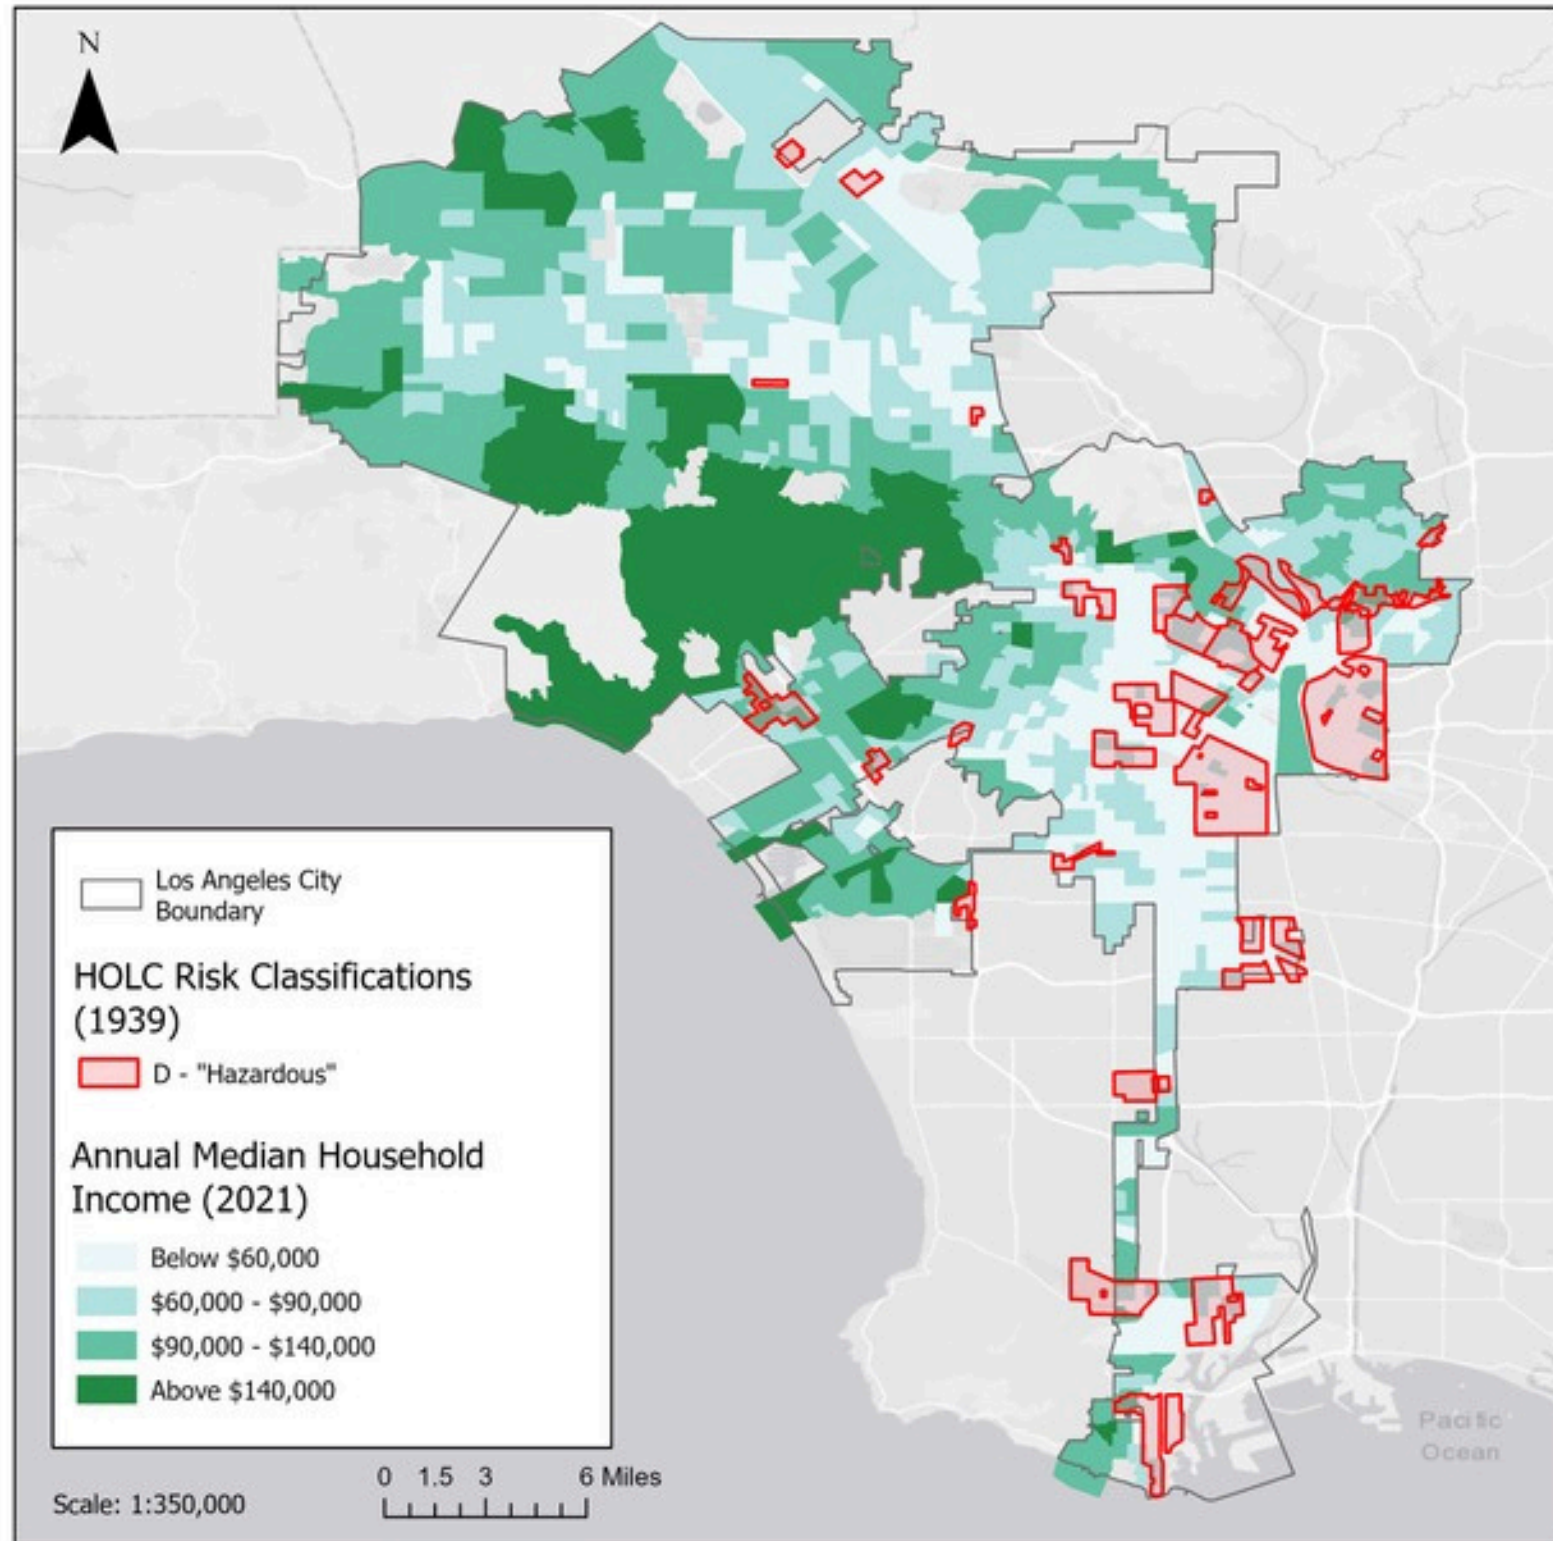 N
Los Angeles City
Boundary
HOLC Risk Classifications
(1939)
D - "Hazardous"
Annual Median Household
Income (2021)
Below $60,000
$60,000 - $90,000
$90,000 - $140,000
Above $140,000
Scale: 1:350,000
0 1.5 3 6 Miles
Pacific
Ocean